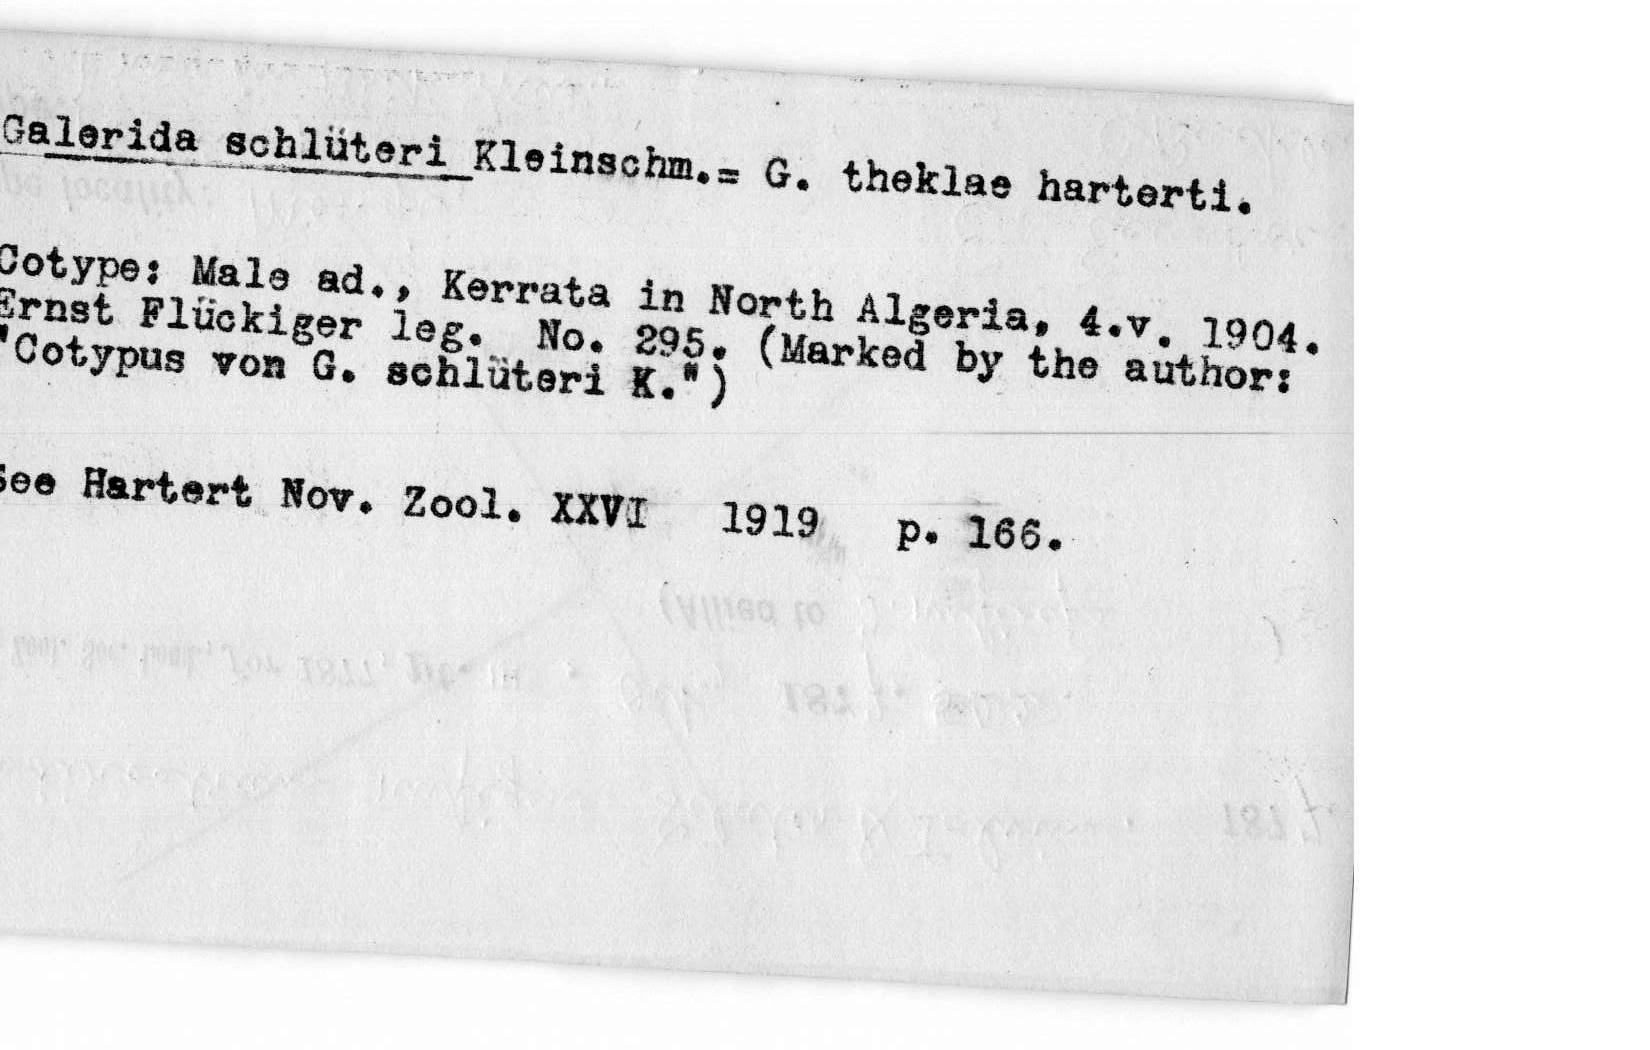 Galerida schlüteri Kleinschm.= G. theklae harterti.
Cotype: Male ad., Kerrata in North Algeria, 4.v. 1904.
Ernst Flückiger leg. No. 295. (Marked by the author:
"Cotypus von G. schlüteri K.")
See Hartert Nov. Zool. XXVI 1919 p. 166.